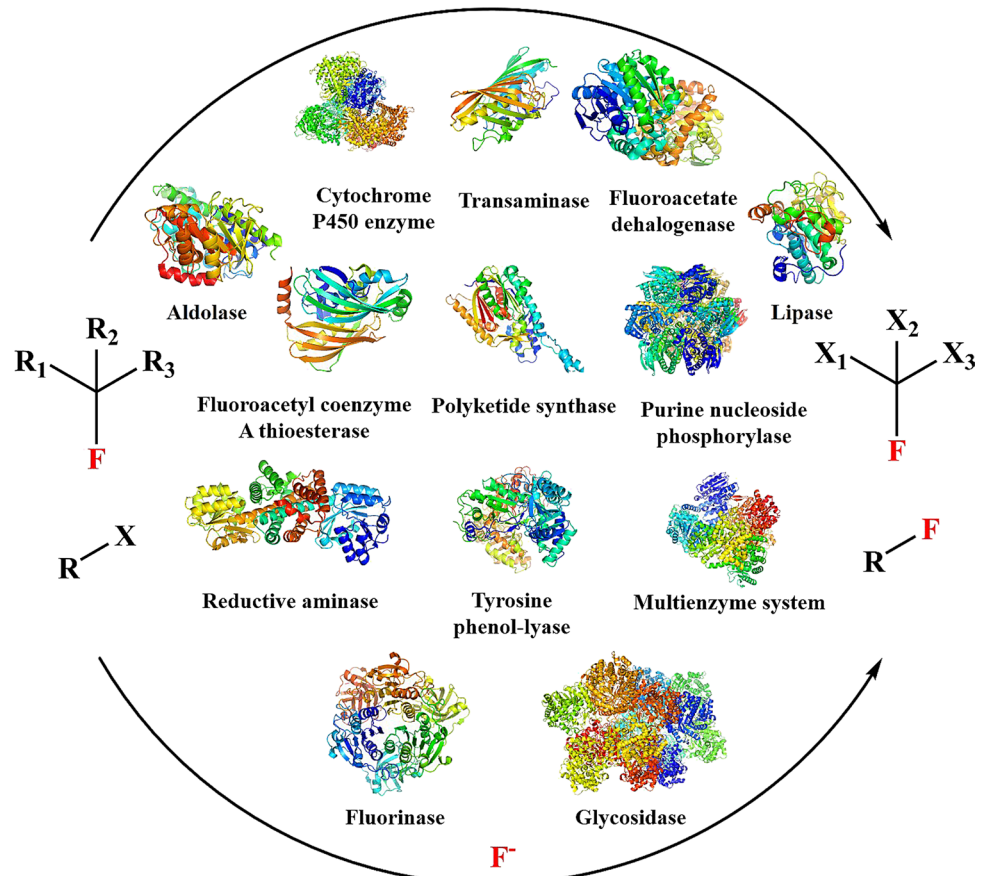 Cytochrome
P450 enzyme
Transaminase
Fluoroacetate
dehalogenase
Aldolase
Lipase
R₁
R₂
R₃
F
X₁
X₂
X₃
F
Fluoroacetyl coenzyme
A thioesterase
Polyketide synthase
Purine nucleoside
phosphorylase
R
X
R
F
Reductive aminase
Tyrosine
phenol-lyase
Multienzyme system
Fluorinase
Glycosidase
F⁻